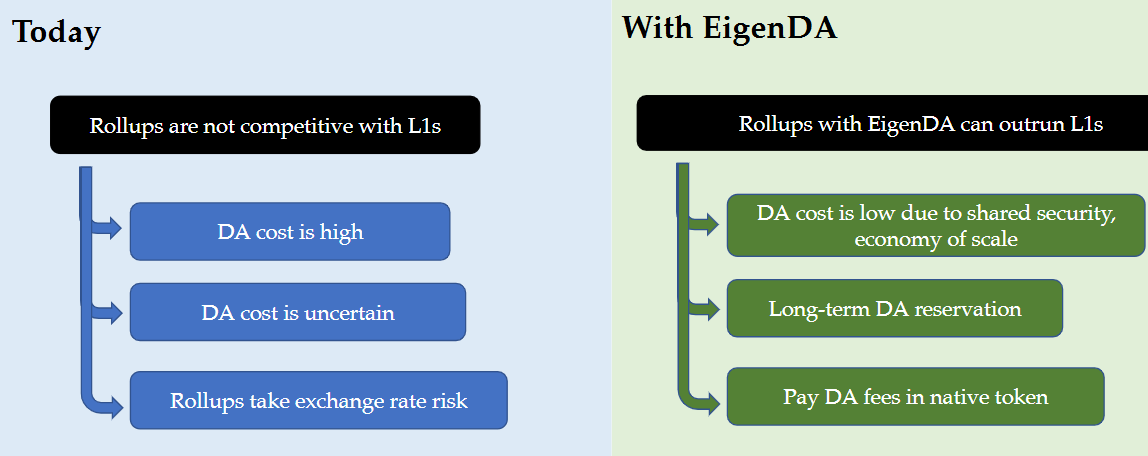 Today
Rollups are not competitive with L1s
DA cost is high
DA cost is uncertain
Rollups take exchange rate risk
With EigenDA
Rollups with EigenDA can outrun L1s
DA cost is low due to shared security,
economy of scale
Long-term DA reservation
Pay DA fees in native token